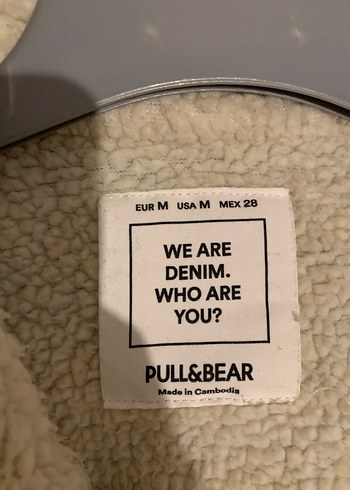 EUR M USA M MEX 28
WE ARE
DENIM.
WHO ARE
YOU?
PULL&BEAR
Made in Cambodia